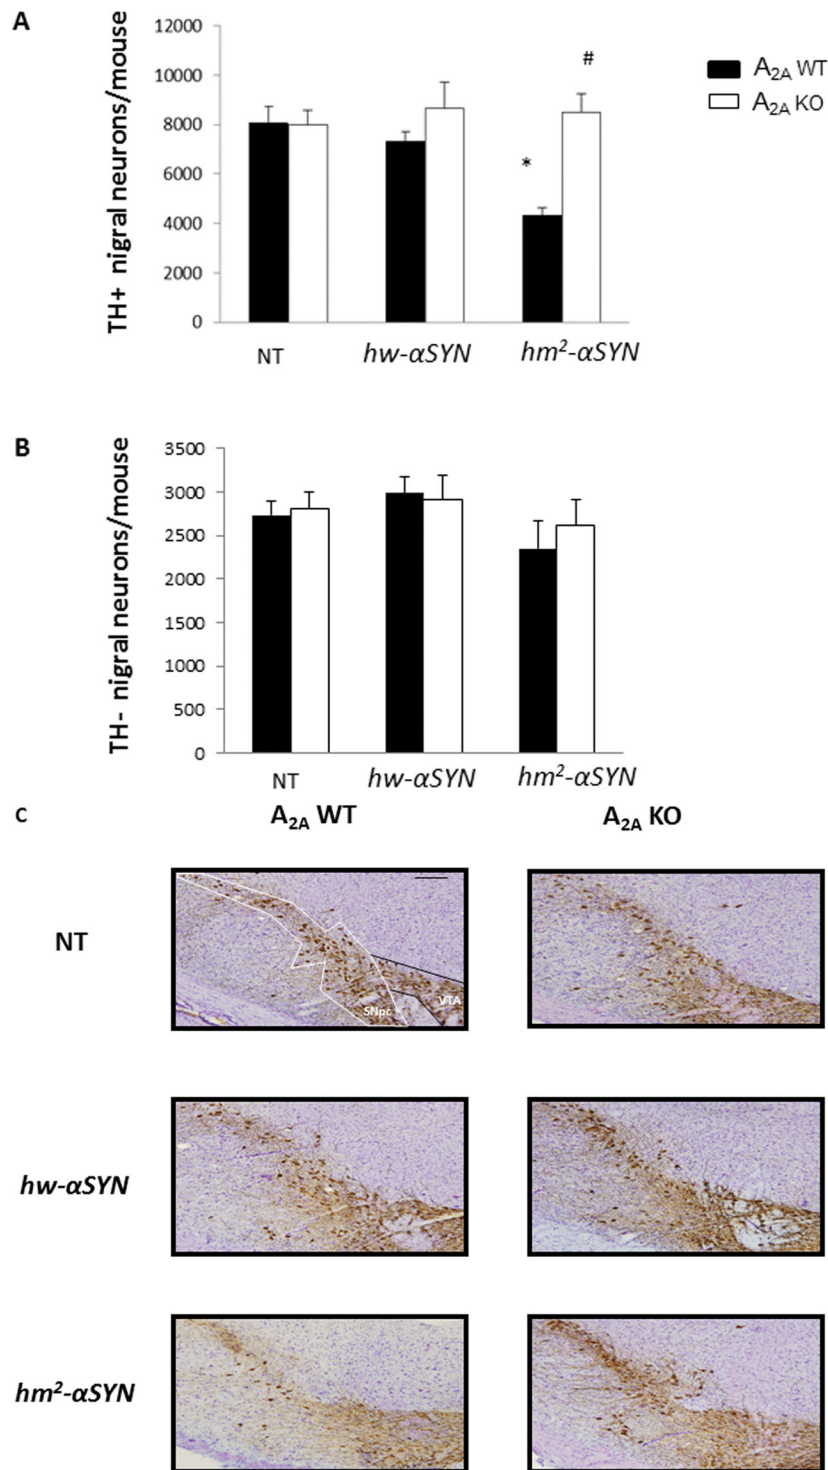 A
TH+ nigral neurons/mouse
12000
10000
8000
6000
4000
2000
0
*
#
NT
hw-αSYN
hm²-αSYN
A₂A WT
A₂A KO
B
TH- nigral neurons/mouse
3500
3000
2500
2000
1500
1000
500
0
NT
hw-αSYN
hm²-αSYN
C
A₂A WT
A₂A KO
NT
SNpc
VTA
hw-αSYN
hm²-αSYN